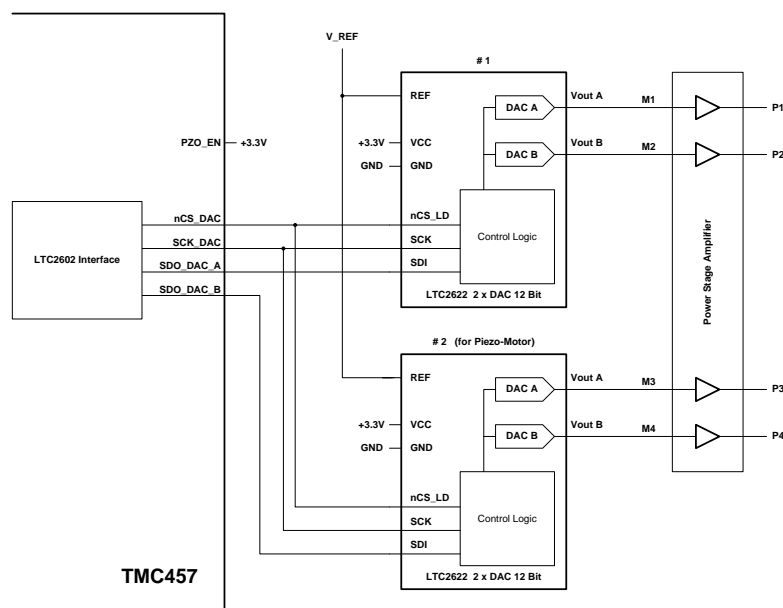 V_REF
# 1
REF
DAC A
Vout A
M1
P1
PZO_EN
+3.3V
+3.3V
VCC
DAC B
Vout B
M2
P2
GND
GND
nCS_DAC
nCS_LD
SCK_DAC
SCK
Control Logic
LTC2602 Interface
SDO_DAC_A
SDI
SDO_DAC_B
LTC2622 2 x DAC 12 Bit
Power Stage Amplifier
# 2 (for Piezo-Motor)
REF
DAC A
Vout A
M3
P3
+3.3V
VCC
DAC B
Vout B
M4
P4
GND
GND
nCS_LD
SCK
Control Logic
SDI
TMC457
LTC2622 2 x DAC 12 Bit